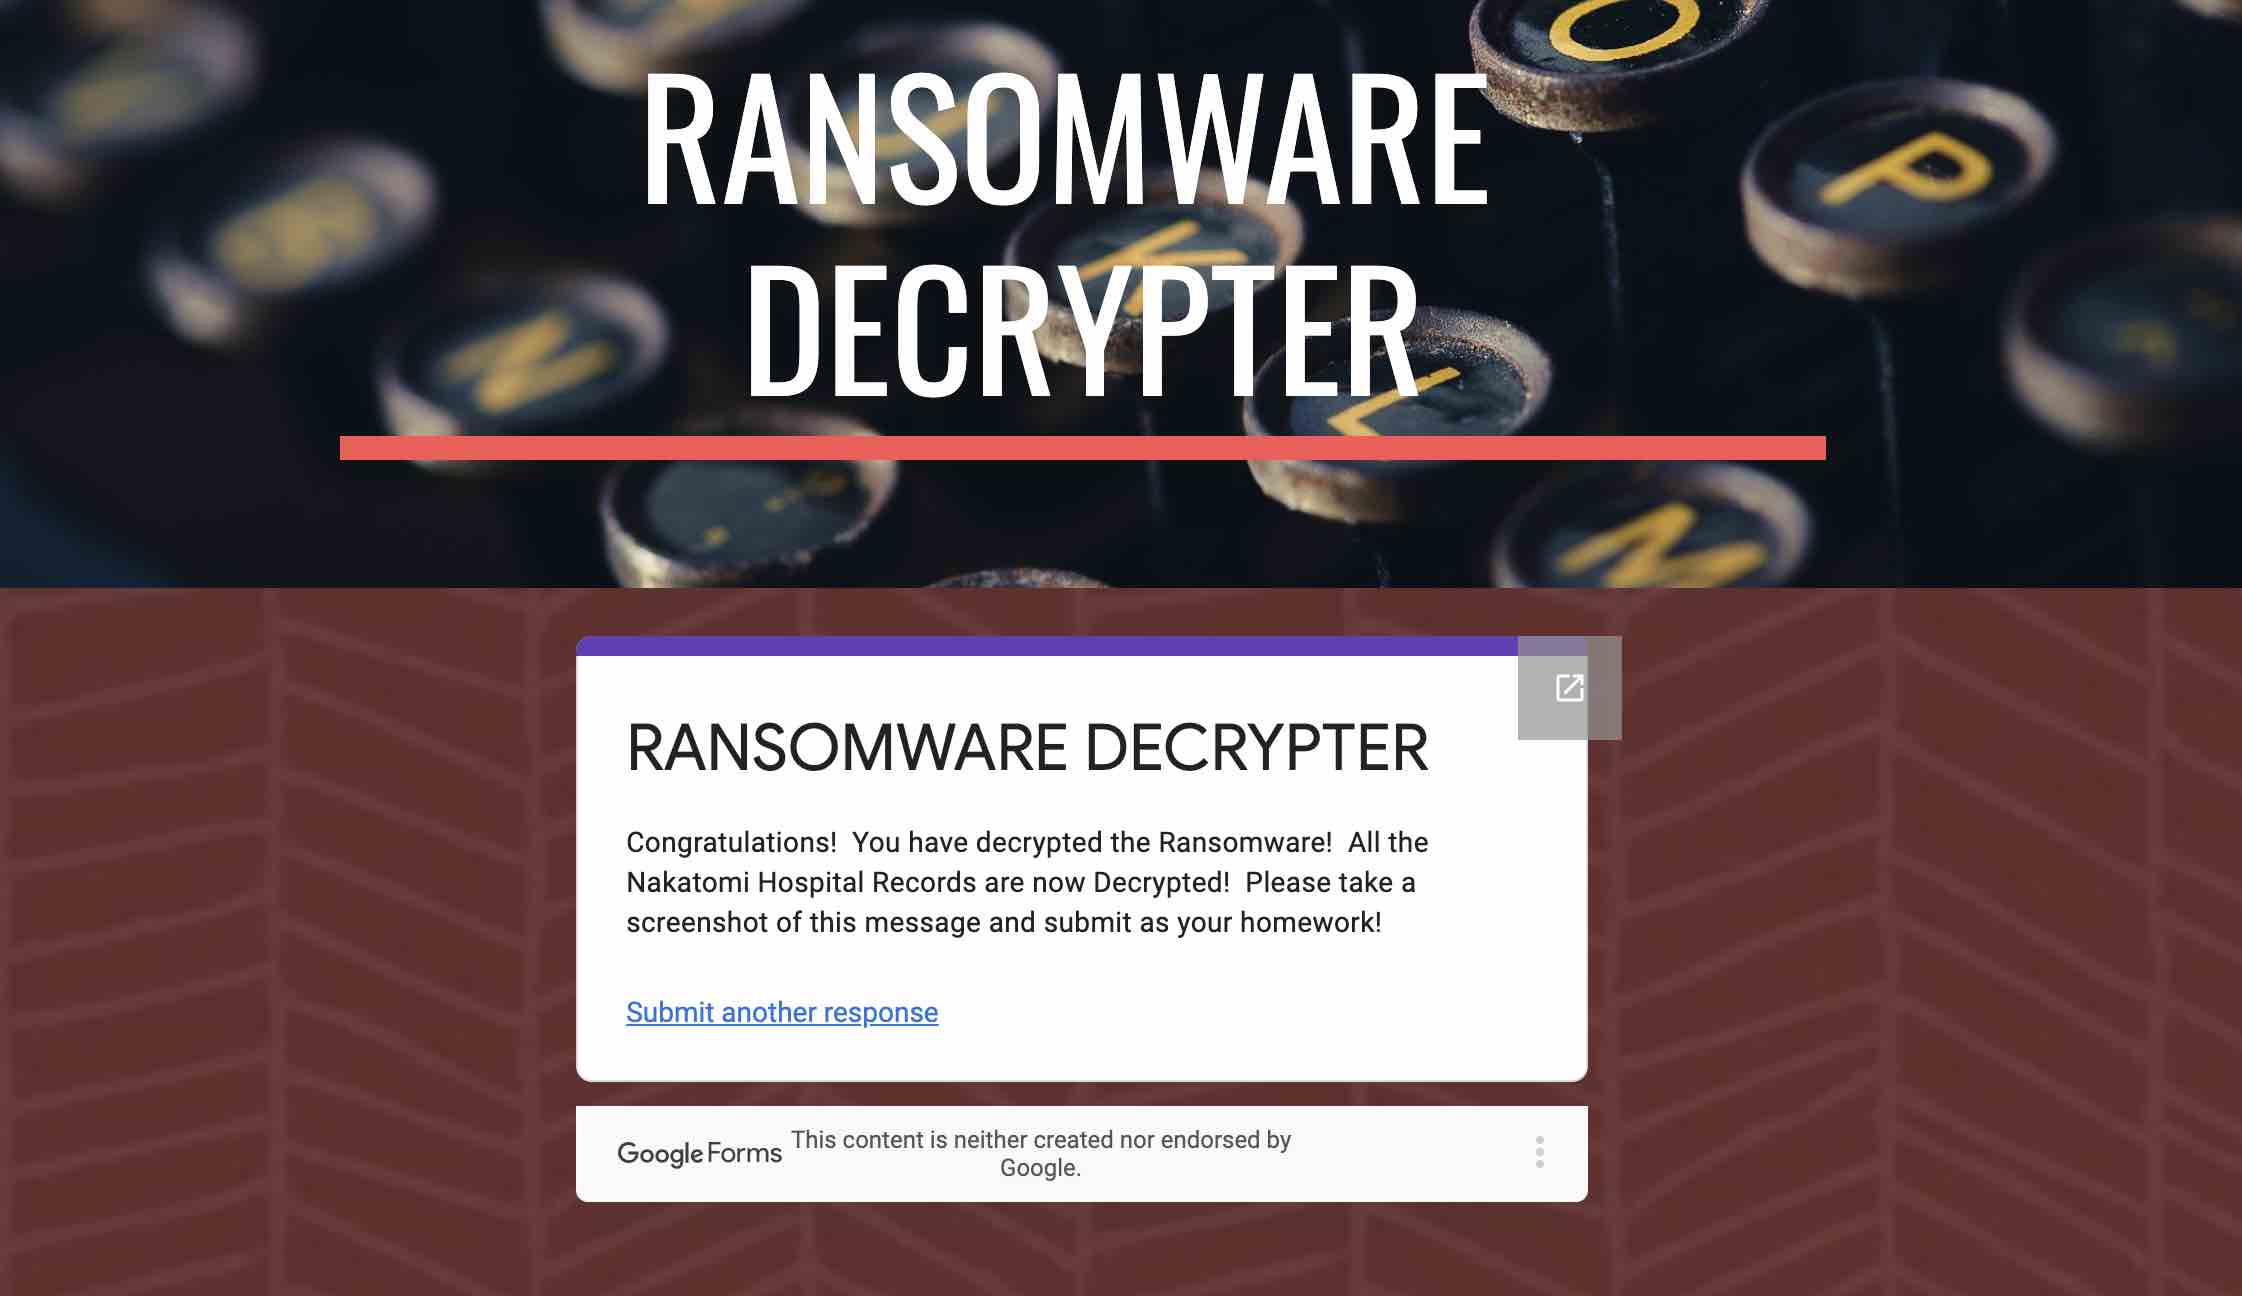 RANSOMWARE
DECRYPTER
O
P
K
N
L
M
RANSOMWARE DECRYPTER
Congratulations!  You have decrypted the Ransomware!  All the
Nakatomi Hospital Records are now Decrypted!  Please take a
screenshot of this message and submit as your homework!
Submit another response
Google Forms
This content is neither created nor endorsed by
Google.